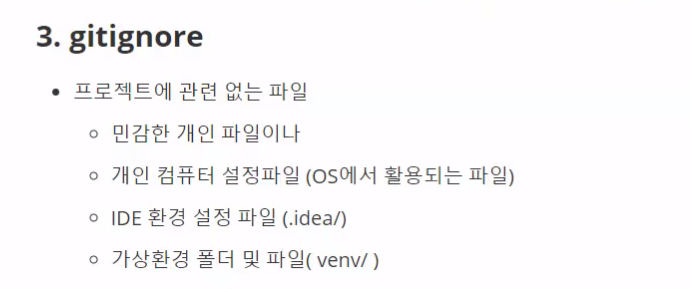 3. gitignore
프로젝트에 관련 없는 파일
민감한 개인 파일이나
개인 컴퓨터 설정파일 (OS에서 활용되는 파일)
IDE 환경 설정 파일 (.idea/)
가상환경 폴더 및 파일( venv/ )